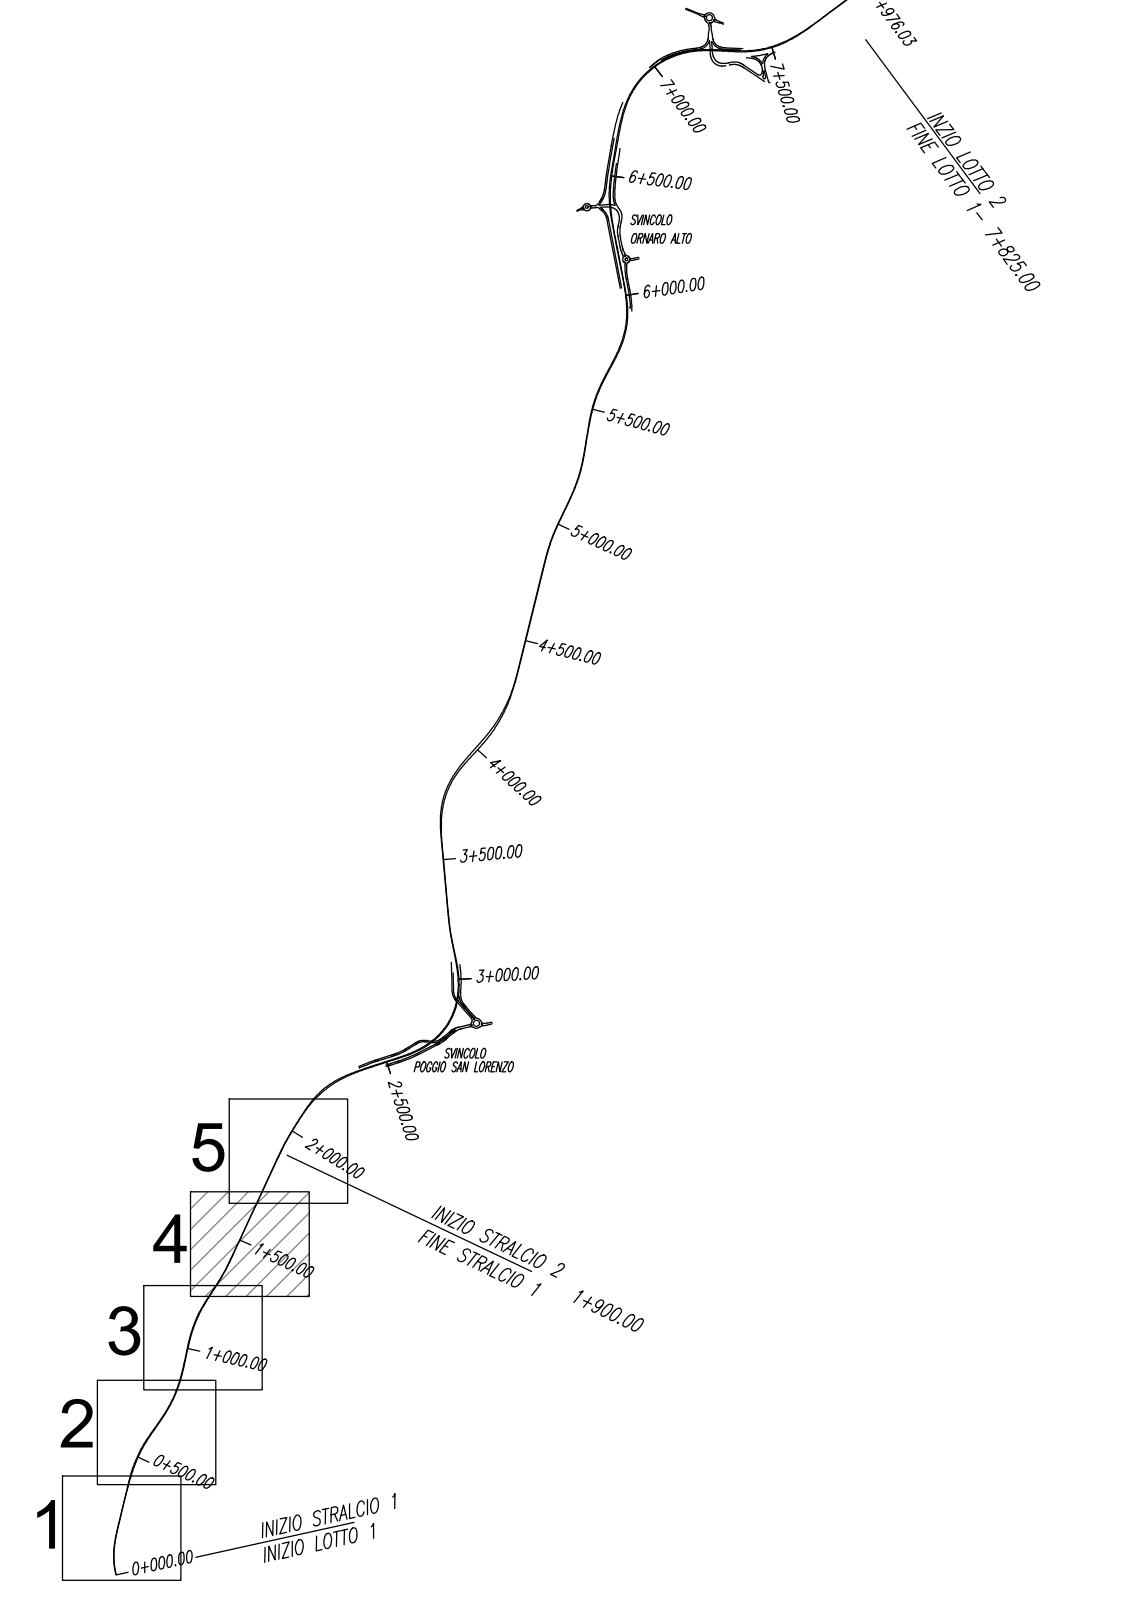 +976.03
7+500.00
7+000.00
INZIO LOTTO 2
FINE LOTTO 1- 7+825.00
6+500.00
SVINCOLO
ORNARO ALTO
6+000.00
5+500.00
5+000.00
4+500.00
4+000.00
3+500.00
3+000.00
SVINCOLO
POGGIO SAN LORENZO
2+500.00
5
2+000.00
4
1+500.00
INIZIO STRALCIO 2
FINE STRALCIO 1
1+900.00
3
1+000.00
2
0+500.00
1
0+000.00
INIZIO STRALCIO 1
INIZIO LOTTO 1